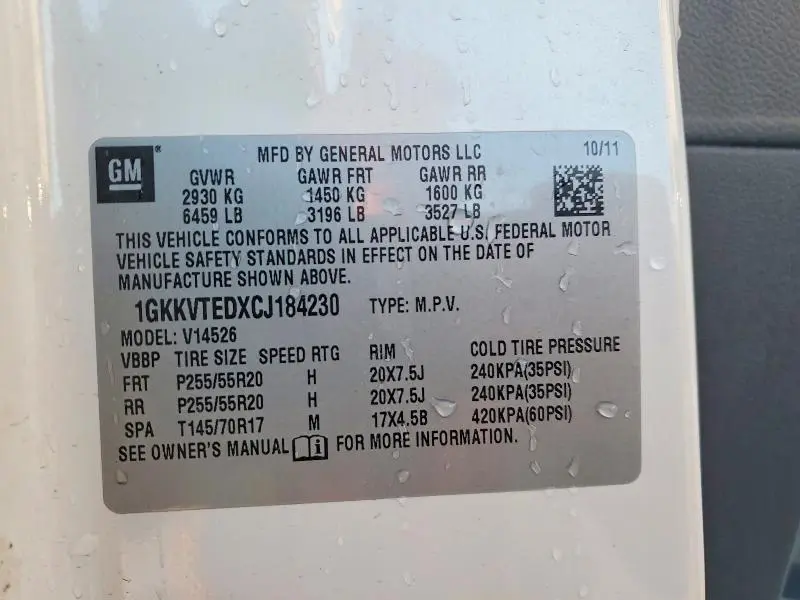 GM
MFD BY GENERAL MOTORS LLC 10/11
GVWR GAWR FRT GAWR RR
2930 KG 1450 KG 1600 KG
6459 LB 3196 LB 3527 LB
THIS VEHICLE CONFORMS TO ALL APPLICABLE U.S. FEDERAL MOTOR
VEHICLE SAFETY STANDARDS IN EFFECT ON THE DATE OF
MANUFACTURE SHOWN ABOVE.
1GKKVTEDXCJ184230 TYPE: M.P.V.
MODEL: V14526
VBBP TIRE SIZE SPEED RTG RIM COLD TIRE PRESSURE
FRT P255/55R20 H 20X7.5J 240KPA(35PSI)
RR P255/55R20 H 20X7.5J 240KPA(35PSI)
SPA T145/70R17 M 17X4.5B 420KPA(60PSI)
SEE OWNER'S MANUAL FOR MORE INFORMATION.